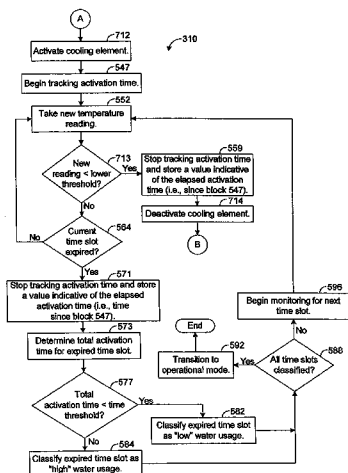 A
712
310
Activate cooling element.
547
Begin tracking activation time.
552
Take new temperature
reading.
713
New
reading < lower
threshold?
Yes
559
Stop tracking activation time
and store a value indicative of
the elapsed activation
time (i.e., since block 547).
714
Deactivate cooling element.
B
No
564
Current
time slot
expired?
No
Yes
571
Stop tracking activation time and store
a value indicative of the elapsed
activation time (i.e., time
since block 547).
573
Determine total activation
time for expired time slot.
596
Begin monitoring for next
time slot.
End
No
592
Transition to
operational mode.
Yes
588
All time slots
classified?
577
Total
activation time < time
threshold?
Yes
582
Classify expired time slot
as "low" water usage.
No
584
Classify expired time slot as
"high" water usage.